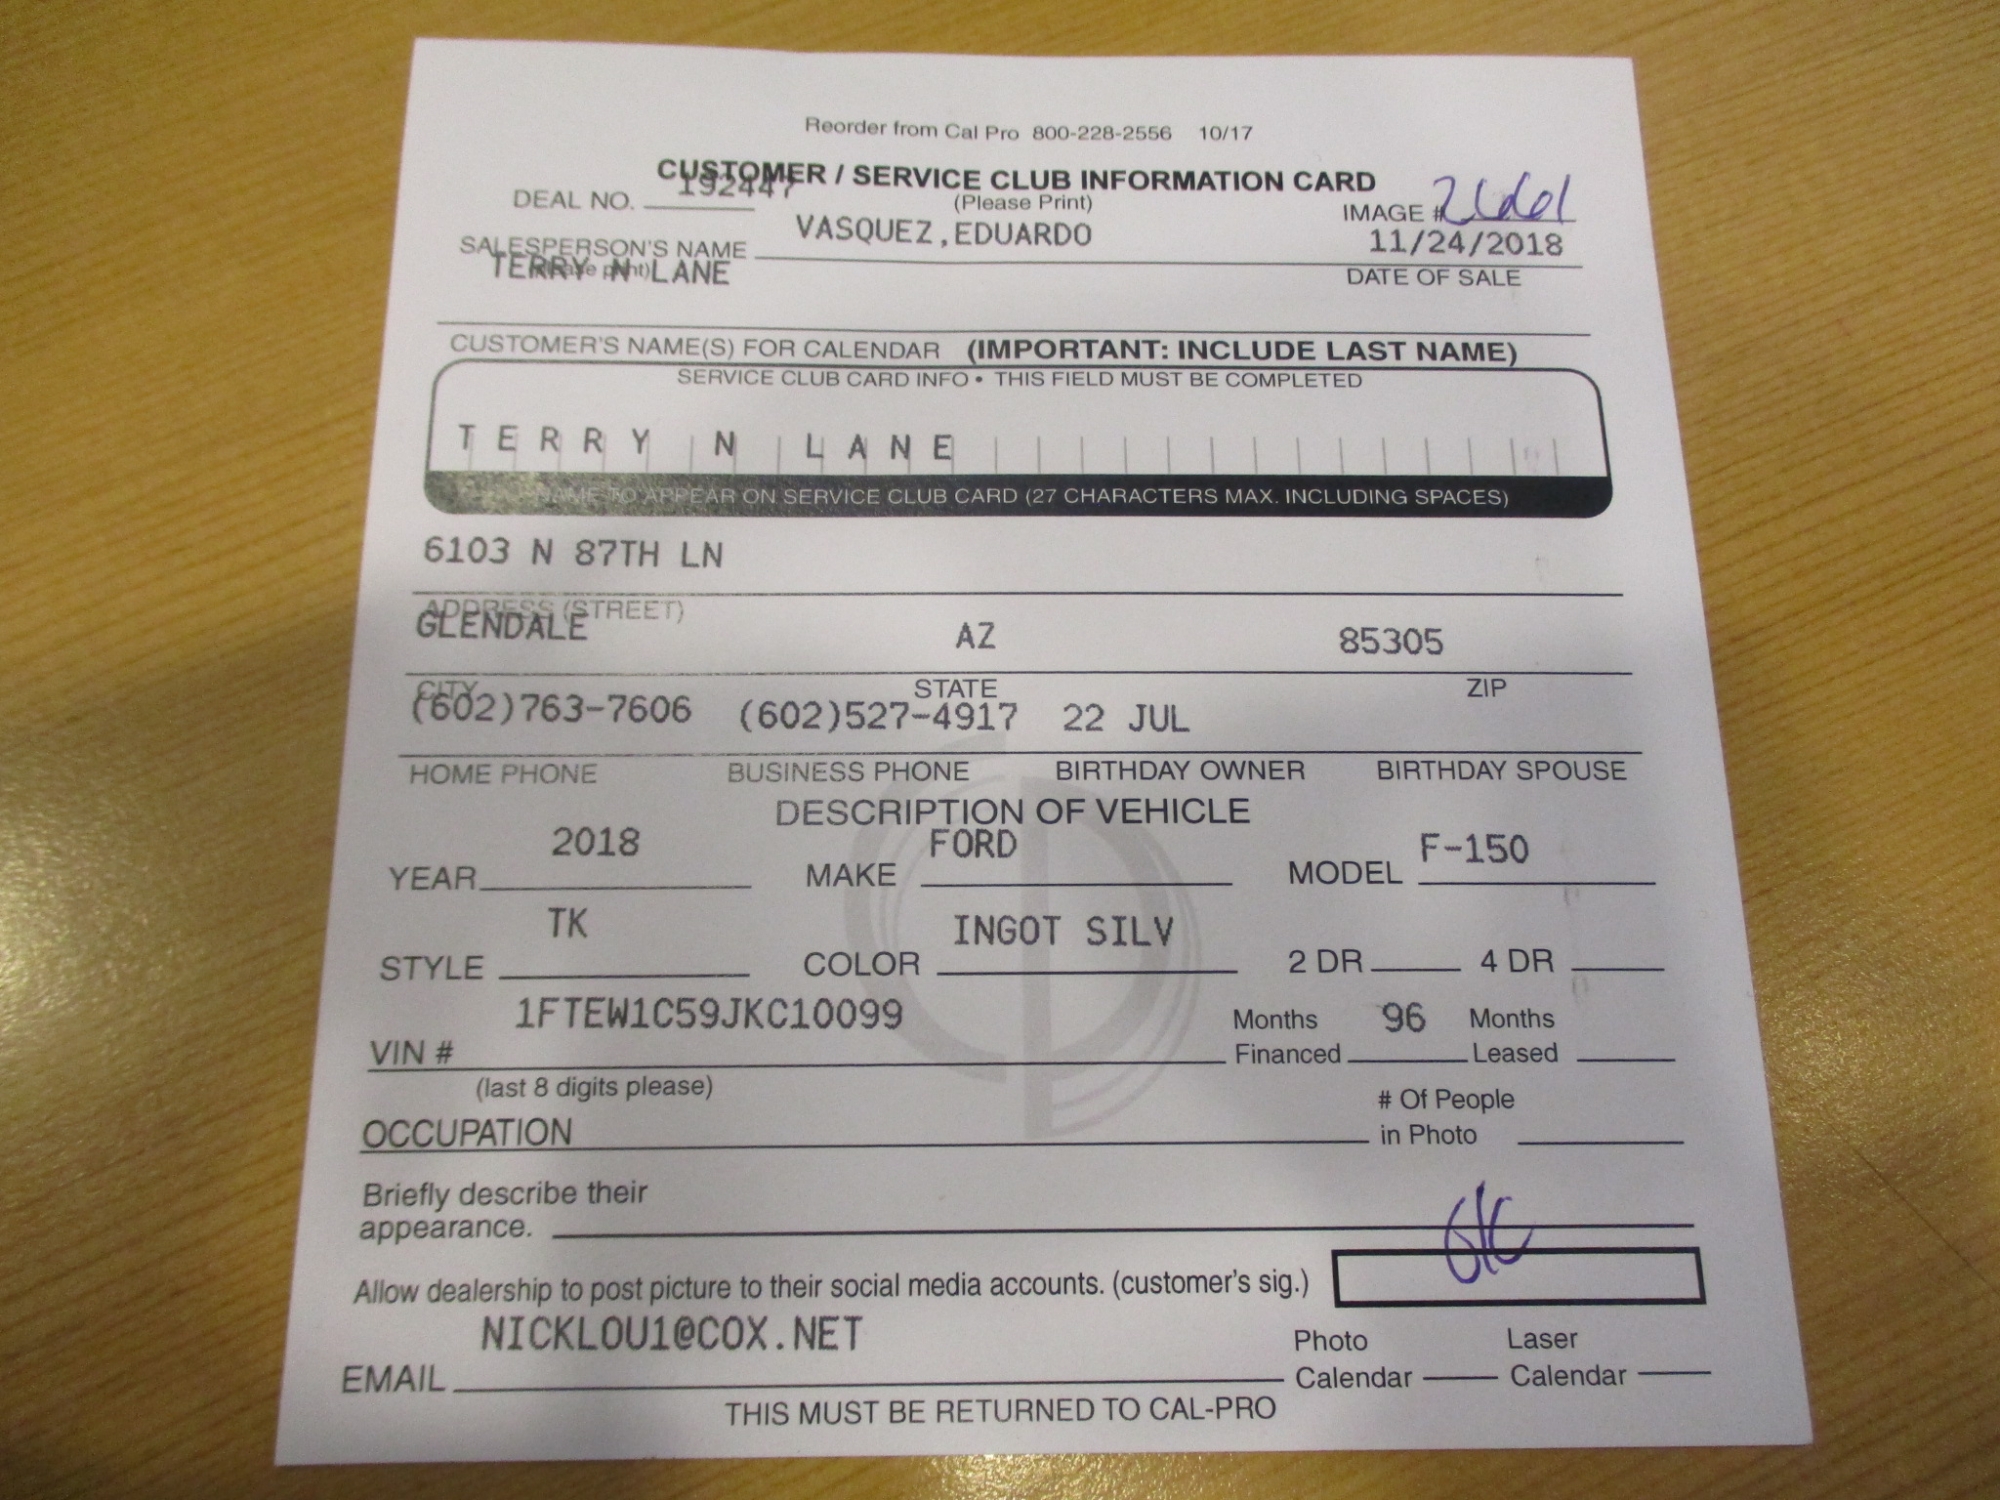 Reorder from Cal Pro 800-228-2556 10/17
CUSTOMER / SERVICE CLUB INFORMATION CARD
DEAL NO. 192447
(Please Print)
IMAGE #
SALESPERSON'S NAME VASQUEZ,EDUARDO 11/24/2018
(please print) DATE OF SALE
TERRY N LANE
CUSTOMER'S NAME(S) FOR CALENDAR (IMPORTANT: INCLUDE LAST NAME)
SERVICE CLUB CARD INFO • THIS FIELD MUST BE COMPLETED
TERRY N LANE
NAME TO APPEAR ON SERVICE CLUB CARD (27 CHARACTERS MAX. INCLUDING SPACES)
6103 N 87TH LN
ADDRESS (STREET)
GLENDALE AZ 85305
CITY STATE ZIP
(602)763-7606 (602)527-4917 22 JUL
HOME PHONE BUSINESS PHONE BIRTHDAY OWNER BIRTHDAY SPOUSE
DESCRIPTION OF VEHICLE
YEAR 2018 MAKE FORD MODEL F-150
STYLE TK COLOR INGOT SILV 2 DR 4 DR
VIN # 1FTEW1C59JKC10099 Months Financed 96 Months Leased
(last 8 digits please)
OCCUPATION # Of People in Photo
Briefly describe their
appearance.
Allow dealership to post picture to their social media accounts. (customer's sig.)
EMAIL NICKLOU1@COX.NET Photo Calendar Laser Calendar
THIS MUST BE RETURNED TO CAL-PRO